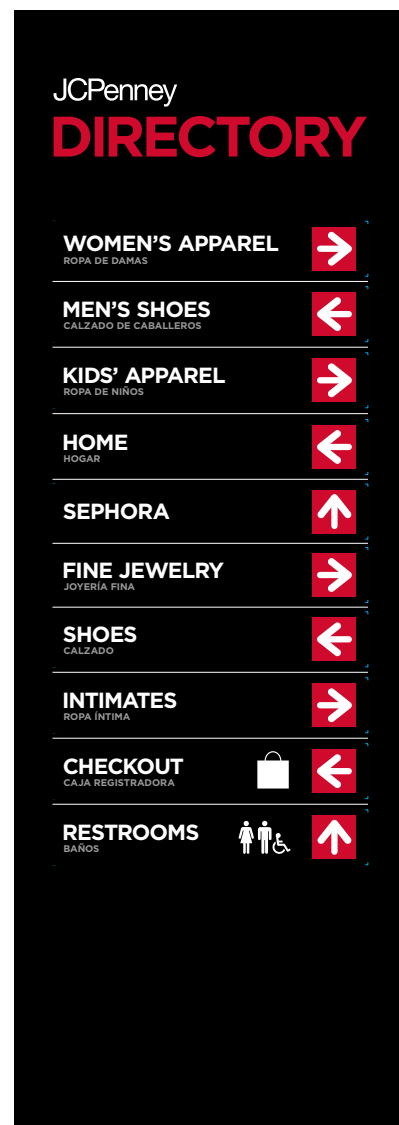 JCPenney
DIRECTORY
WOMEN’S APPAREL
ROPA DE DAMAS
MEN’S SHOES
CALZADO DE CABALLEROS
KIDS’ APPAREL
ROPA DE NIÑOS
HOME
HOGAR
SEPHORA
FINE JEWELRY
JOYERÍA FINA
SHOES
CALZADO
INTIMATES
ROPA ÍNTIMA
CHECKOUT
CAJA REGISTRADORA
RESTROOMS
BAÑOS